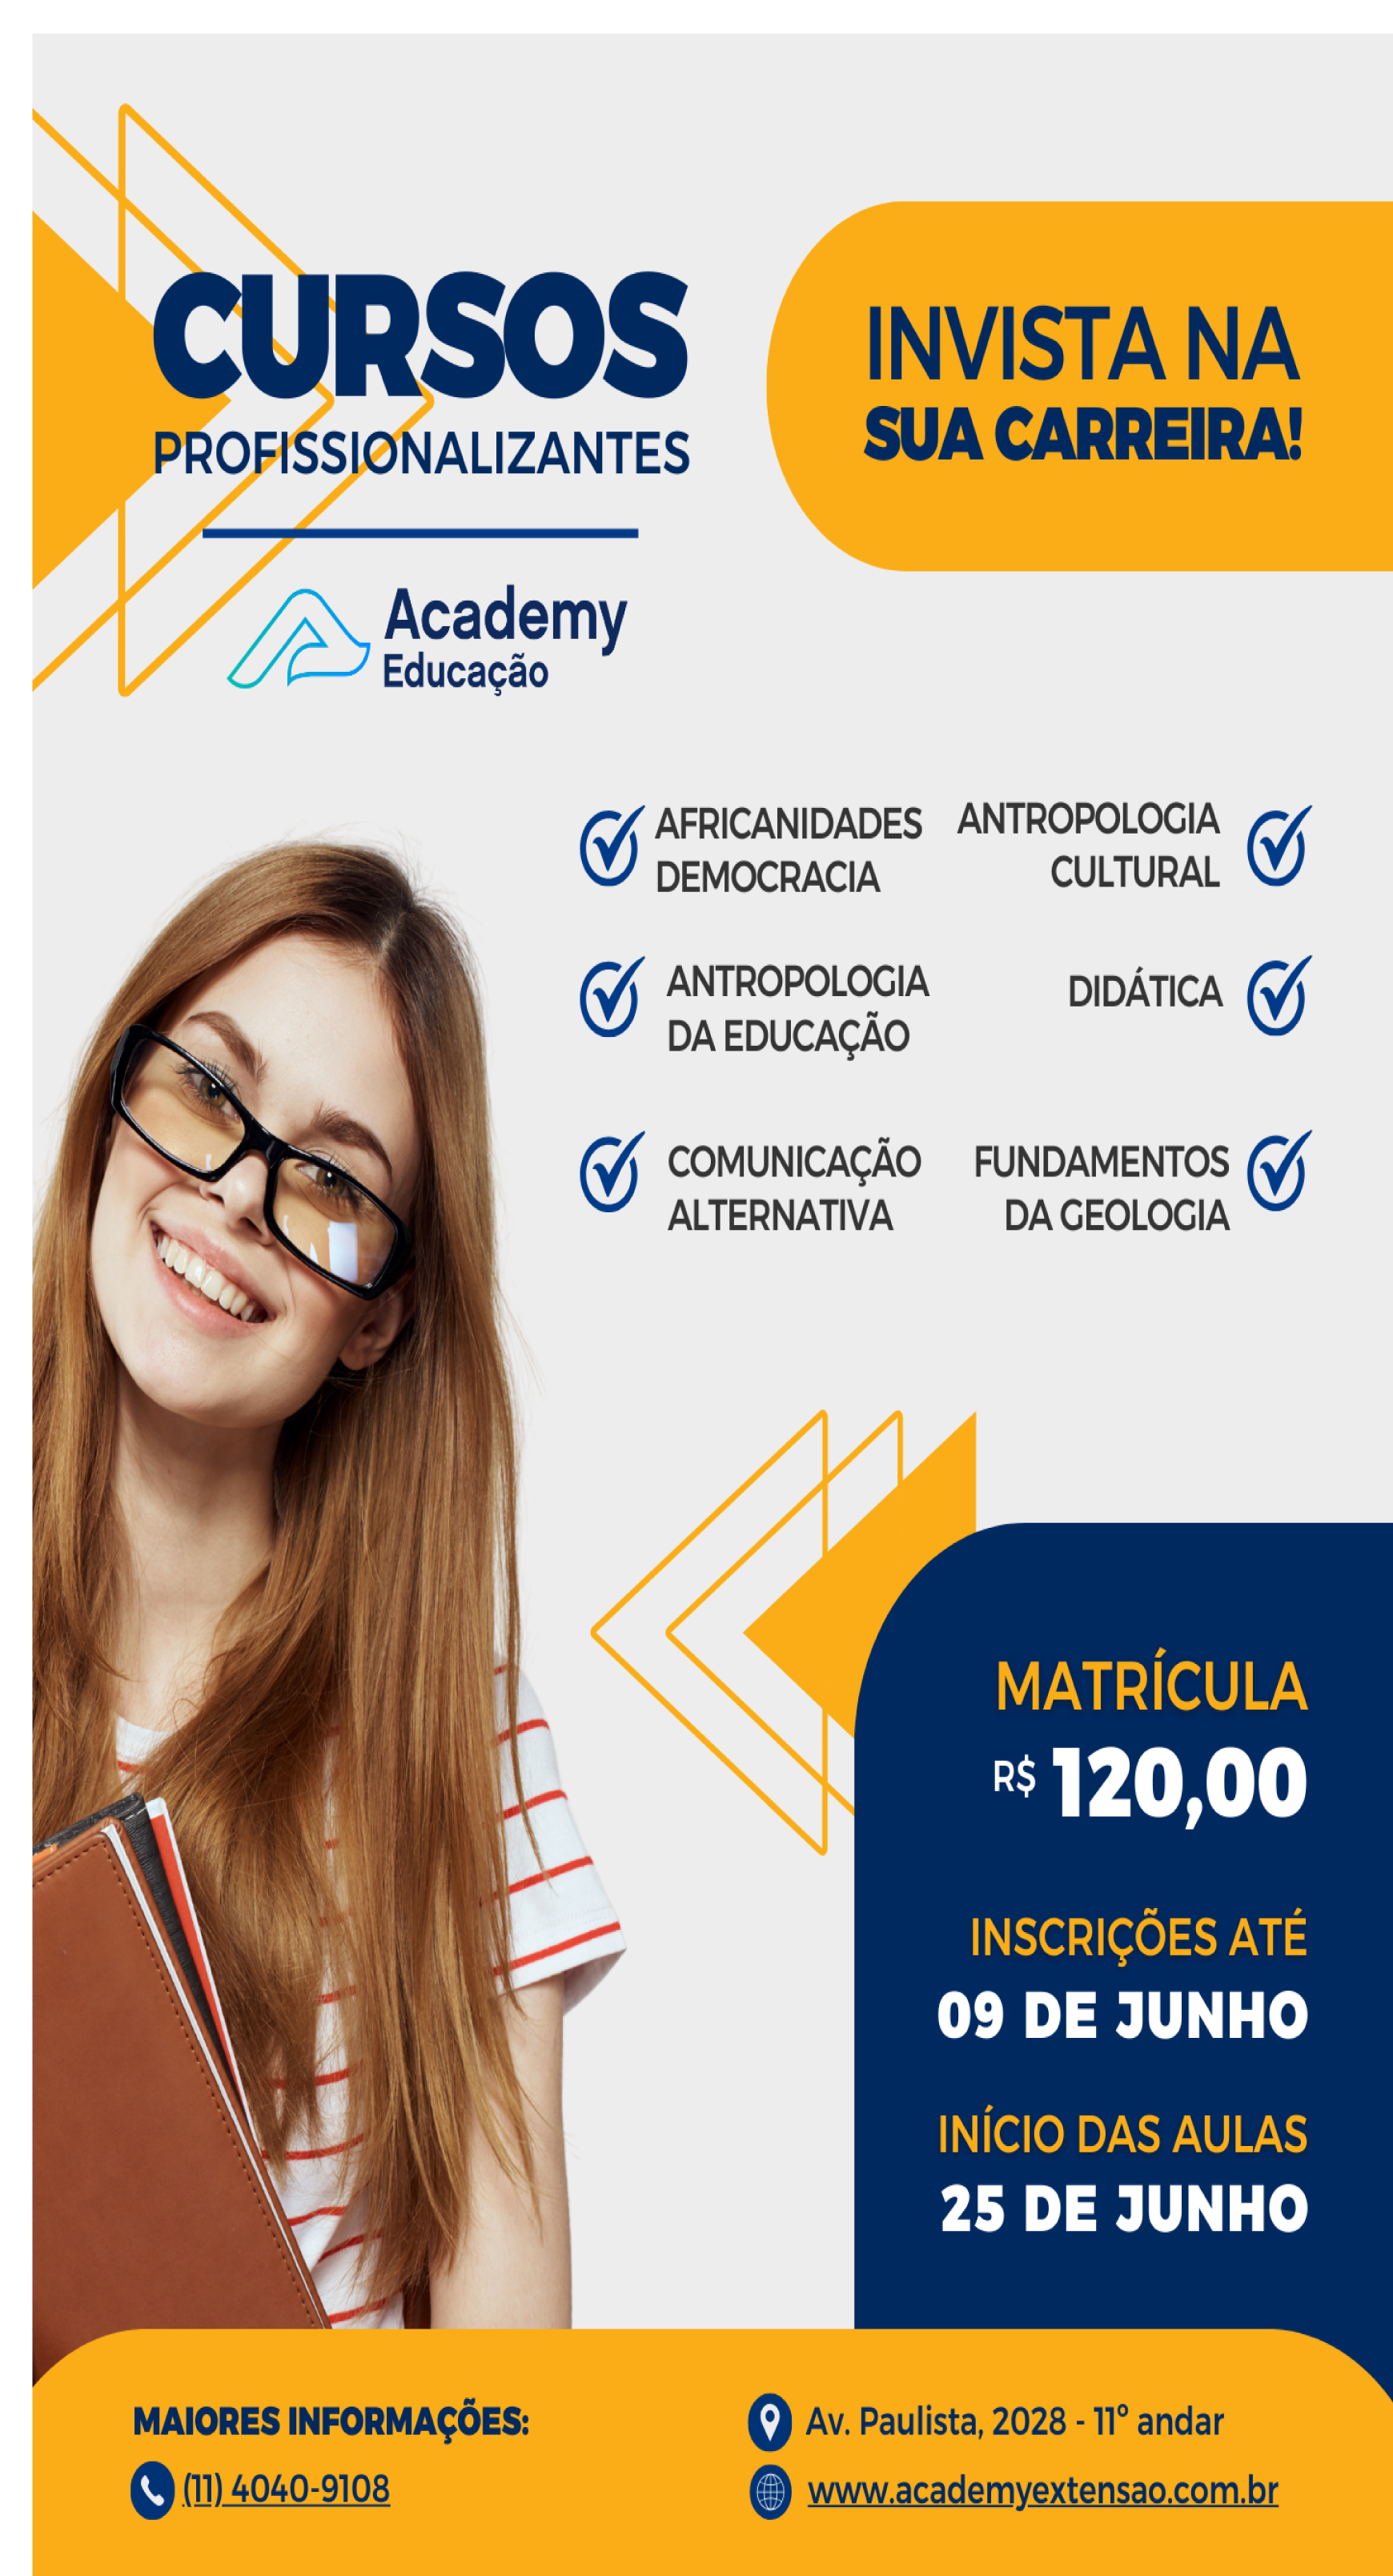 CURSOS
PROFISSIONALIZANTES
INVISTA NA
SUA CARREIRA!
Academy
Educação
AFRICANIDADES
DEMOCRACIA
ANTROPOLOGIA
CULTURAL
ANTROPOLOGIA
DA EDUCAÇÃO
DIDÁTICA
COMUNICAÇÃO
ALTERNATIVA
FUNDAMENTOS
DA GEOLOGIA
MATRÍCULA
R$ 120,00
INSCRIÇÕES ATÉ
09 DE JUNHO
INÍCIO DAS AULAS
25 DE JUNHO
MAIORES INFORMAÇÕES:
(11) 4040-9108
Av. Paulista, 2028 - 11º andar
www.academyextensao.com.br